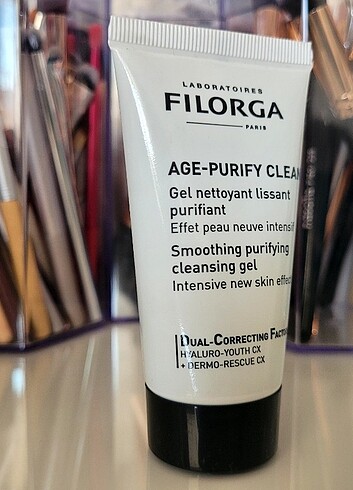 LABORATOIRES
FILORGA
PARIS
AGE-PURIFY CLEAN
Gel nettoyant lissant
purifiant
Effet peau neuve intensif
Smoothing purifying
cleansing gel
Intensive new skin effect
DUAL-CORRECTING
HYALURO-YOUTH CX
+ DERMO-RESCUE CX